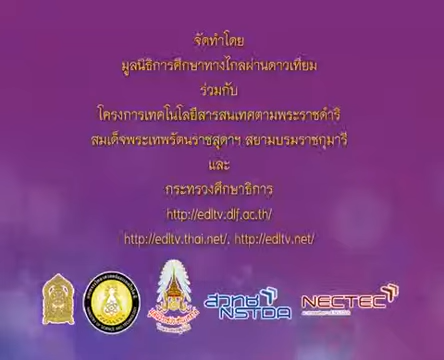 จัดทำโดย
มูลนิธิการศึกษาทางไกลผ่านดาวเทียม
ร่วมกับ
โครงการเทคโนโลยีสารสนเทศตามพระราชดำริ
สมเด็จพระเทพรัตนราชสุดาฯ สยามบรมราชกุมารี
และ
กระทรวงศึกษาธิการ
http://edltv.dlf.ac.th/
http://edltv.thai.net/, http://edltv.net/
สวทช NECTEC
NSTDA